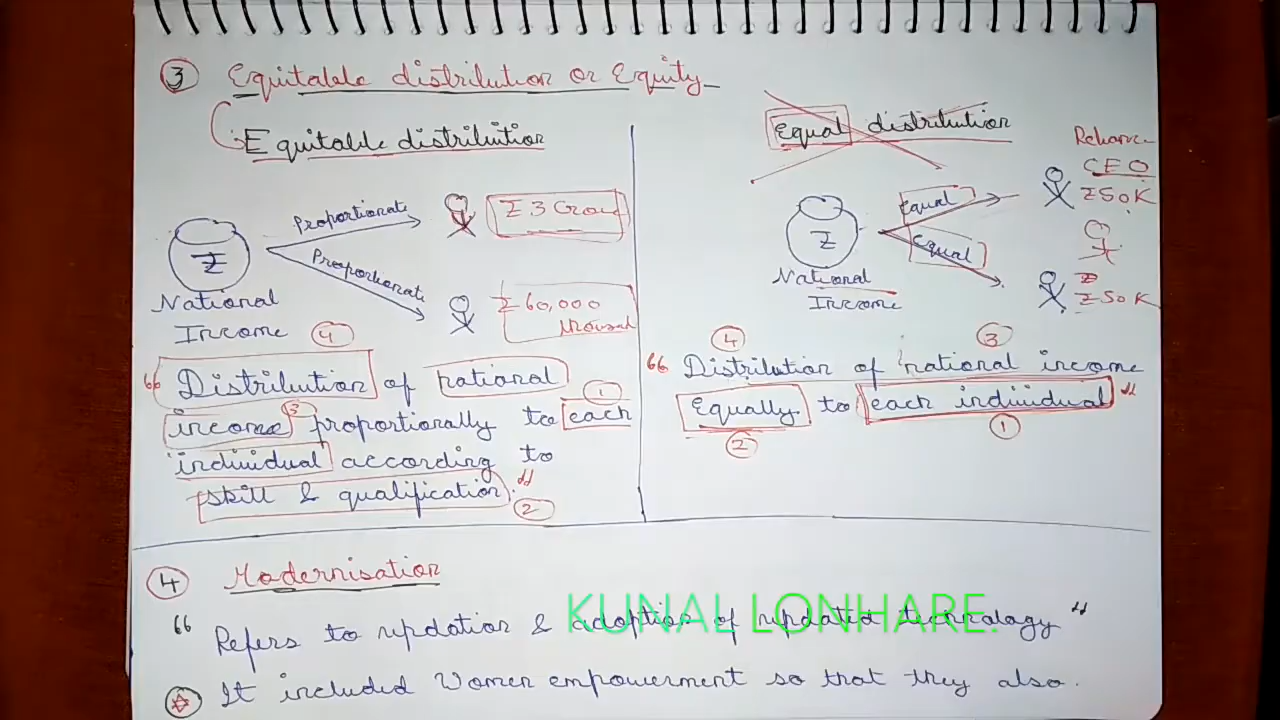 ③ Equitable distribution or Equity
Equitable distribution
Proportionate
₹ 3 Crore
Proportionate
₹ 60,000
thousand
₹
National
Income
④
“ Distribution of national
①
income ③ proportionally to each
individual according to
skill & qualification. ”
②
Equal distribution
Reliance
CEO
Equal
₹50K
Equal
₹
₹50K
National
Income
④ ③
“ Distribution of national income
Equally to each individual ”
② ①
④ Modernisation
“ Refers to updation & adoption of updated technology ”
It included Women empowerment so that they also.
KUNAL LONHARE.